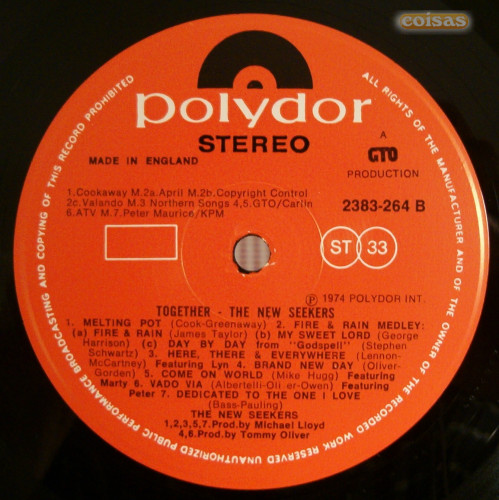 coisas
polydor
STEREO
MADE IN ENGLAND
A
GTO
PRODUCTION
1.Cookaway M.2a.April M.2b.Copyright Control
2c.Valando M.3 Northern Songs 4,5.GTO/Carlin
6.ATV M.7.Peter Maurice/KPM
2383-264 B
ST 33
℗ 1974 POLYDOR INT.
TOGETHER - THE NEW SEEKERS
1. MELTING POT (Cook-Greenaway) 2. FIRE & RAIN MEDLEY:
(a) FIRE & RAIN (James Taylor) (b) MY SWEET LORD (George
Harrison) (c) DAY BY DAY from "Godspell" (Stephen
Schwartz) 3. HERE, THERE & EVERYWHERE (Lennon-
McCartney) Featuring Lyn 4. BRAND NEW DAY (Oliver-
Gorden) 5. COME ON WORLD (Mike Hugg) Featuring
Marty 6. VADO VIA (Albertelli-Oli er-Owen) Featuring
Peter 7. DEDICATED TO THE ONE I LOVE
(Bass-Pauling)
THE NEW SEEKERS
1,2,3,5,7.Prod.by Michael Lloyd
4,6.Prod.by Tommy Oliver
ALL RIGHTS OF THE MANUFACTURER AND OF THE OWNER OF THE RECORDED WORK RESERVED UNAUTHORIZED PUBLIC PERFORMANCE BROADCASTING AND COPYING OF THIS RECORD PROHIBITED